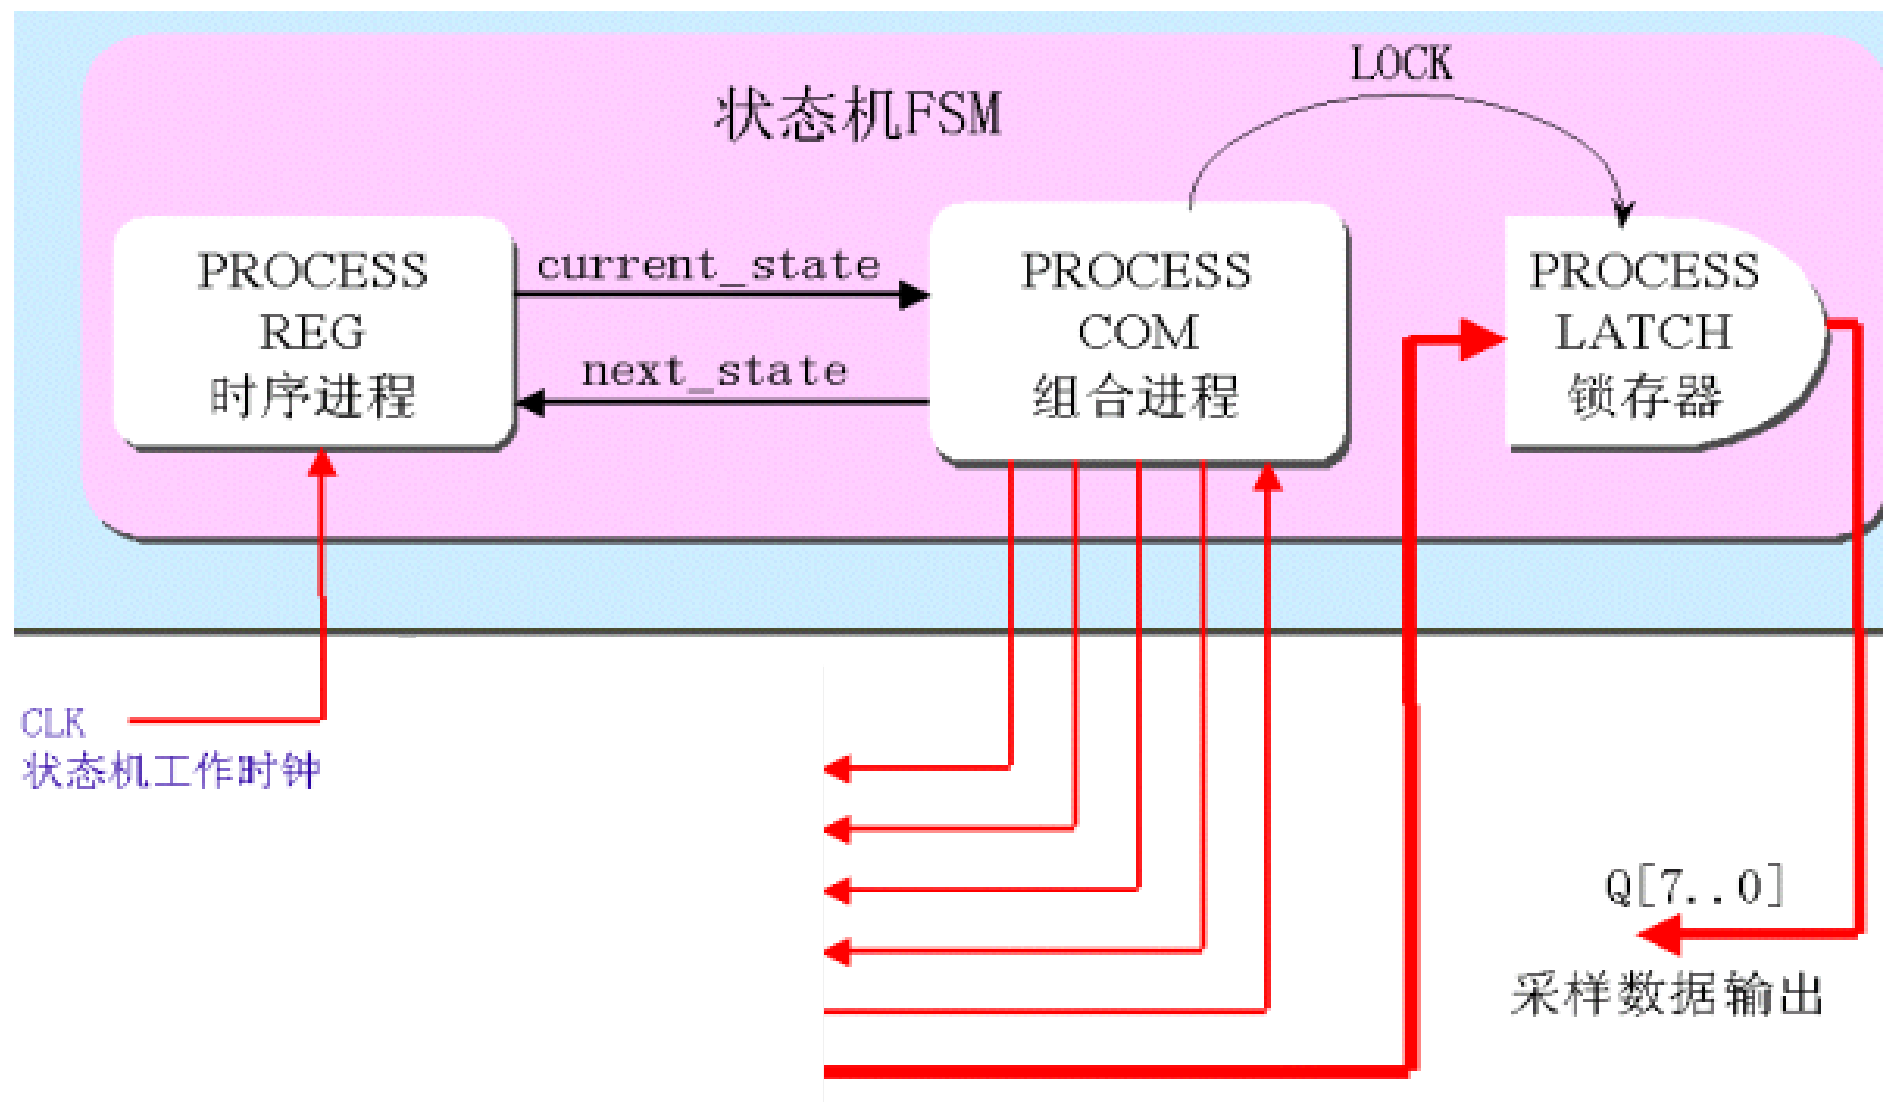 LOCK
状态机FSM
PROCESS
REG
时序进程
current_state
next_state
PROCESS
COM
组合进程
PROCESS
LATCH
锁存器
CLK
状态机工作时钟
Q[7..0]
采样数据输出